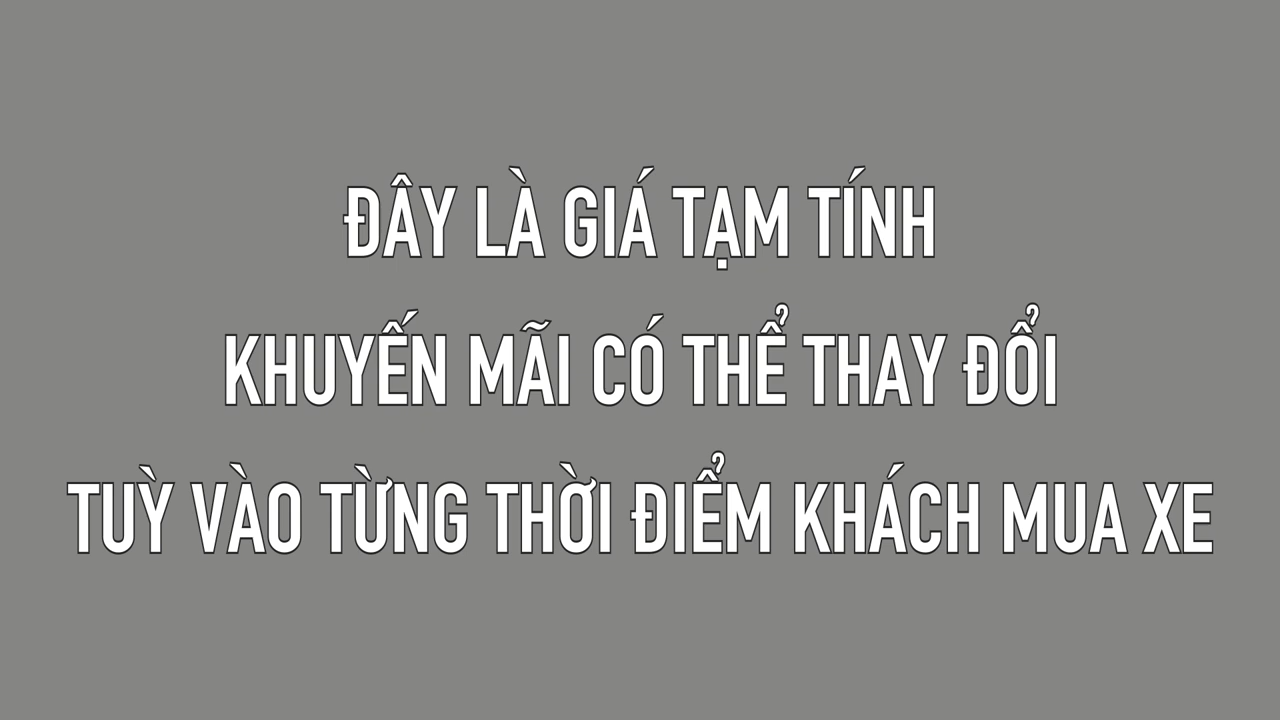 ĐÂY LÀ GIÁ TẠM TÍNH
KHUYẾN MÃI CÓ THỂ THAY ĐỔI
TUỲ VÀO TỪNG THỜI ĐIỂM KHÁCH MUA XE